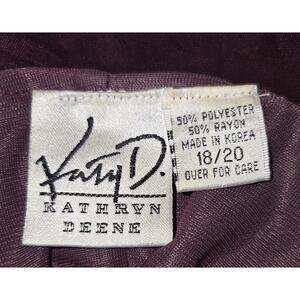 Katy D.
KATHRYN
DEENE
50% POLYESTER
50% RAYON
MADE IN KOREA
18/20
OVER FOR CARE